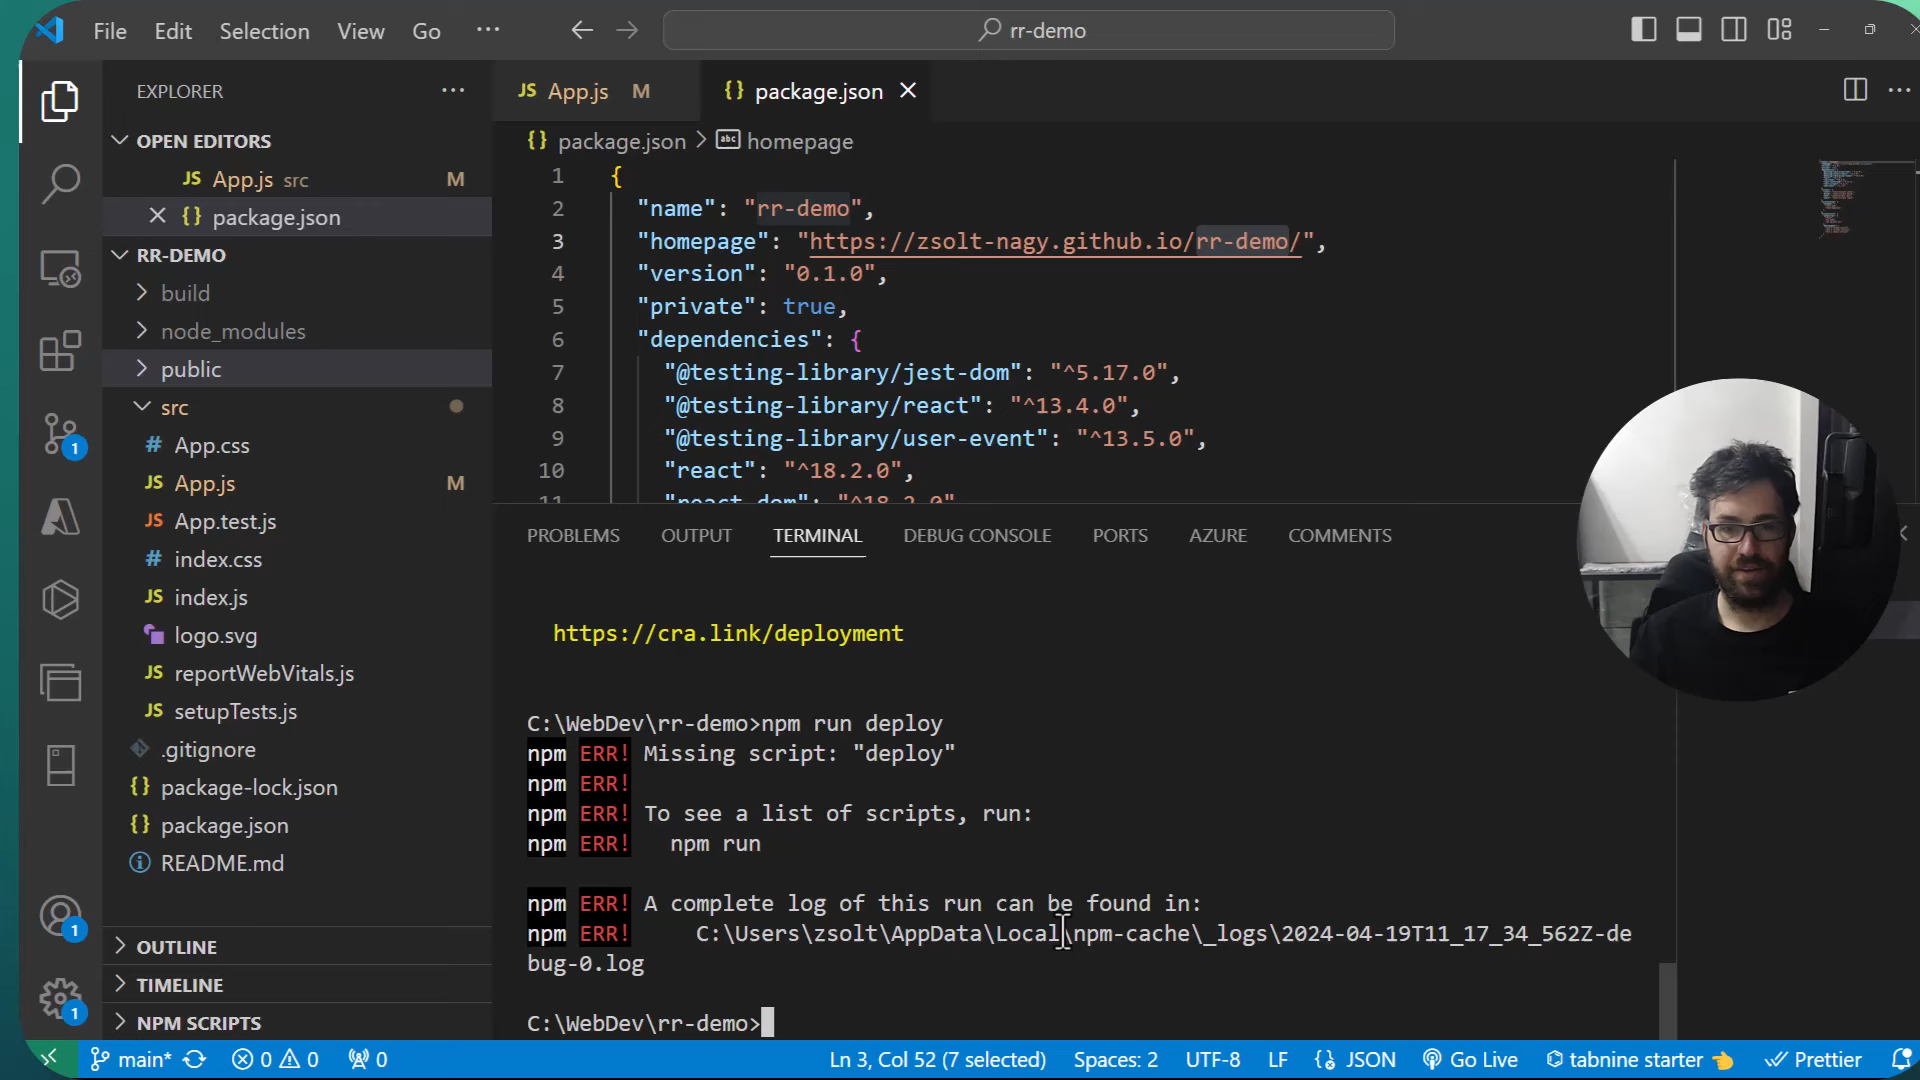 File Edit Selection View Go ··· rr-demo
EXPLORER ···
OPEN EDITORS
JS App.js src M
{} package.json
RR-DEMO
build
node_modules
public
src
# App.css
JS App.js M
JS App.test.js
# index.css
JS index.js
logo.svg
JS reportWebVitals.js
JS setupTests.js
.gitignore
{} package-lock.json
{} package.json
README.md
OUTLINE
TIMELINE
NPM SCRIPTS
1
1
1
JS App.js M {} package.json
{} package.json > abc homepage
1 {
2 "name": "rr-demo",
3 "homepage": "https://zsolt-nagy.github.io/rr-demo/",
4 "version": "0.1.0",
5 "private": true,
6 "dependencies": {
7 "@testing-library/jest-dom": "^5.17.0",
8 "@testing-library/react": "^13.4.0",
9 "@testing-library/user-event": "^13.5.0",
10 "react": "^18.2.0",
11 "react-dom": "^18.2.0"
PROBLEMS OUTPUT TERMINAL DEBUG CONSOLE PORTS AZURE COMMENTS
https://cra.link/deployment
C:\WebDev\rr-demo>npm run deploy
npm ERR! Missing script: "deploy"
npm ERR!
npm ERR! To see a list of scripts, run:
npm ERR!   npm run
npm ERR! A complete log of this run can be found in:
npm ERR!     C:\Users\zsolt\AppData\Local\npm-cache\_logs\2024-04-19T11_17_34_562Z-de
bug-0.log
C:\WebDev\rr-demo>
main* 0 0 0 Ln 3, Col 52 (7 selected) Spaces: 2 UTF-8 LF {} JSON Go Live tabnine starter Prettier